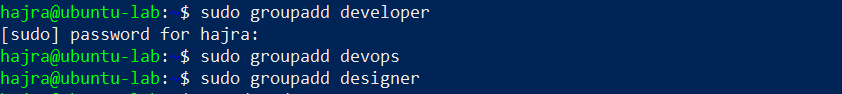 hajra@ubuntu-lab:~$ sudo groupadd developer
[sudo] password for hajra:
hajra@ubuntu-lab:~$ sudo groupadd devops
hajra@ubuntu-lab:~$ sudo groupadd designer